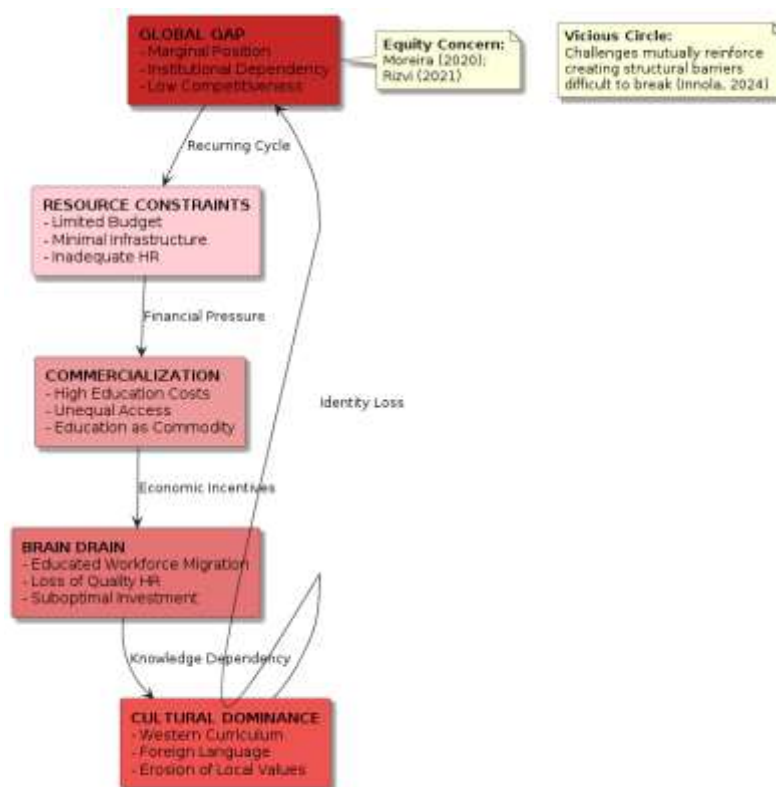 GLOBAL GAP
- Marginal Position
- Institutional Dependency
- Low Competitiveness
Equity Concern:
Moreira (2020);
Rizvi (2021)
Vicious Circle:
Challenges mutually reinforce
creating structural barriers
difficult to break (Innola, 2024)
Recurring Cycle
RESOURCE CONSTRAINTS
- Limited Budget
- Minimal Infrastructure
- Inadequate HR
Financial Pressure
COMMERCIALIZATION
- High Education Costs
- Unequal Access
- Education as Commodity
Identity Loss
Economic Incentives
BRAIN DRAIN
- Educated Workforce Migration
- Loss of Quality HR
- Suboptimal Investment
Knowledge Dependency
CULTURAL DOMINANCE
- Western Curriculum
- Foreign Language
- Erosion of Local Values